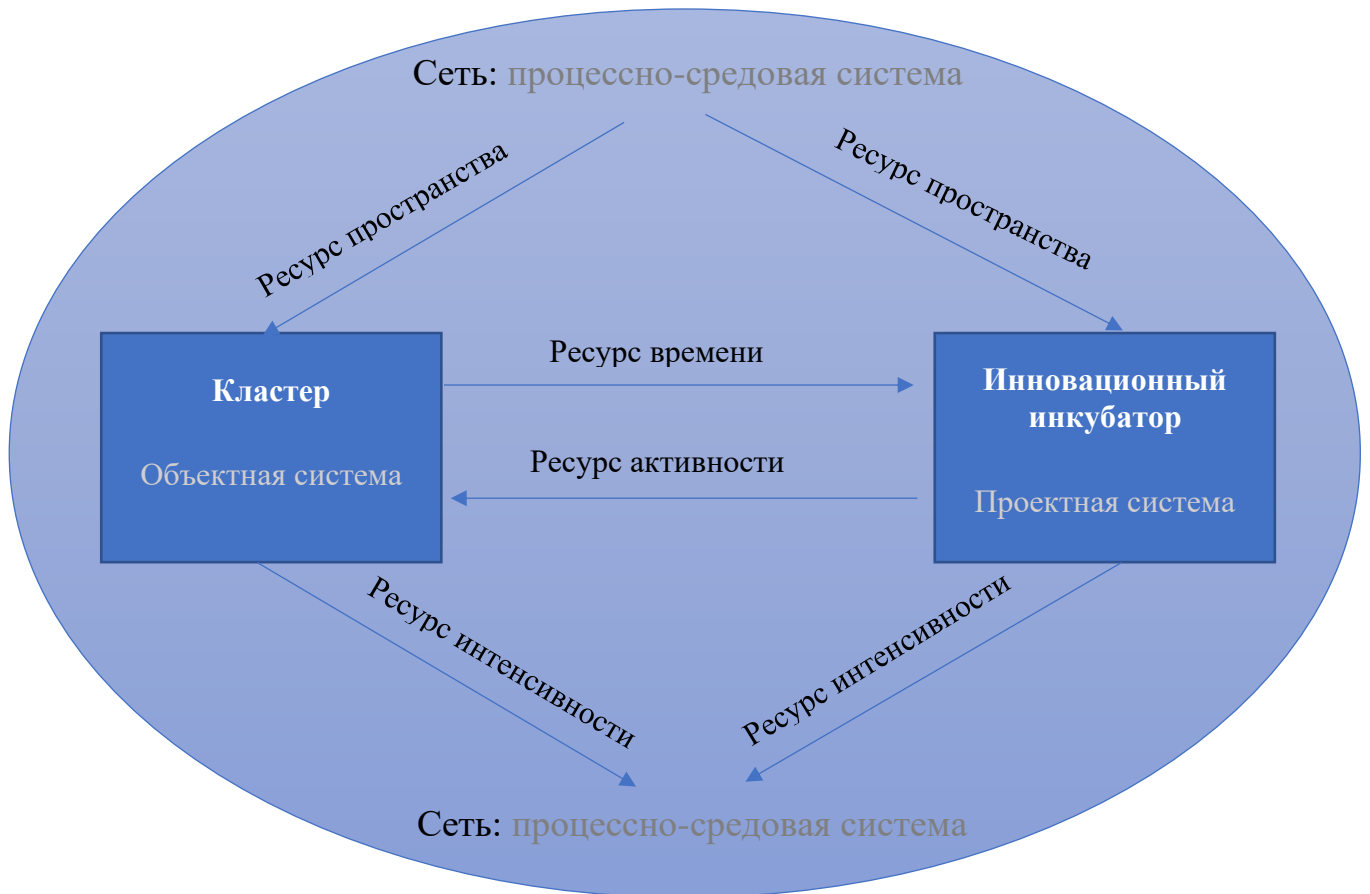 Сеть: процессно-средовая система
Ресурс пространства
Ресурс пространства
Ресурс времени
Кластер
Объектная система
Инновационный
инкубатор
Проектная система
Ресурс активности
Ресурс интенсивности
Ресурс интенсивности
Сеть: процессно-средовая система